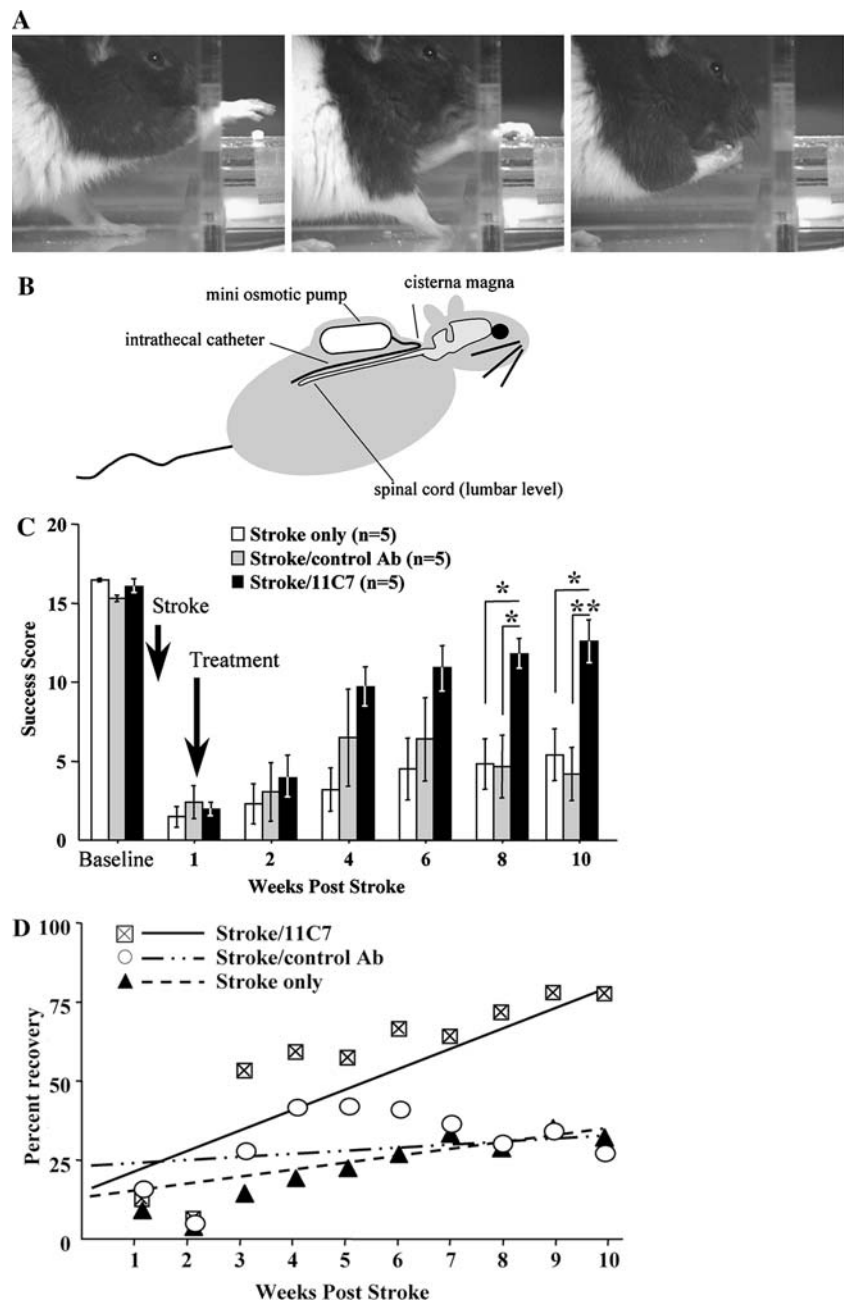 A
B
cisterna magna
mini osmotic pump
intrathecal catheter
spinal cord (lumbar level)
C
20
15
10
5
0
Success Score
Stroke only (n=5)
Stroke/control Ab (n=5)
Stroke/11C7 (n=5)
Stroke
Treatment
* *
* **
Baseline 1 2 4 6 8 10
Weeks Post Stroke
D
100
75
50
25
0
Percent recovery
Stroke/11C7
Stroke/control Ab
Stroke only
1 2 3 4 5 6 7 8 9 10
Weeks Post Stroke